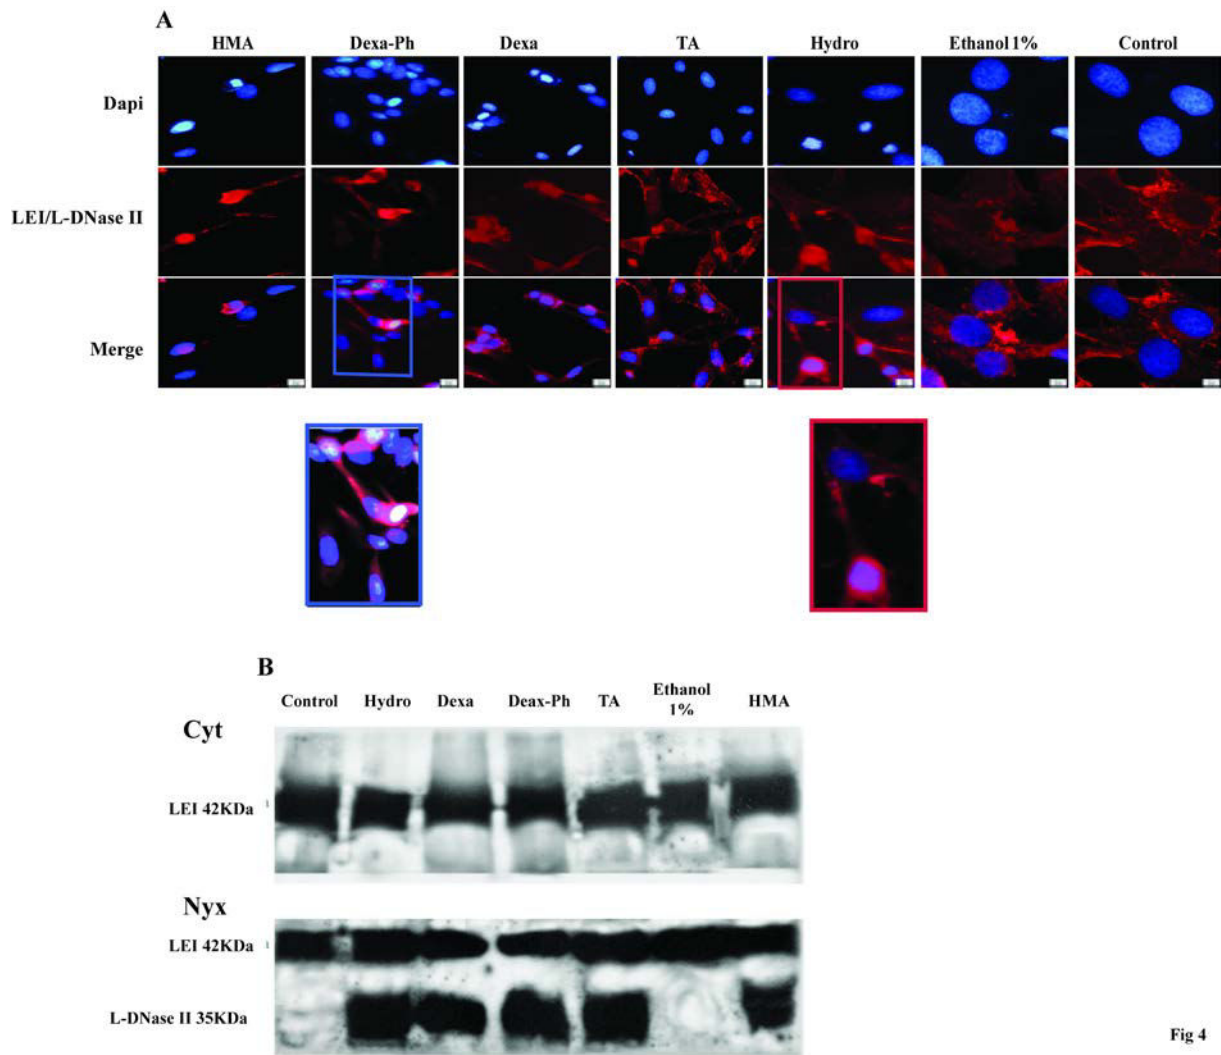 A
HMA Dexa-Ph Dexa TA Hydro Ethanol 1% Control
Dapi
LEI/L-DNase II
Merge
B
Control Hydro Dexa Deax-Ph TA Ethanol 1% HMA
Cyt
LEI 42KDa
Nyx
LEI 42KDa
L-DNase II 35KDa
Fig 4